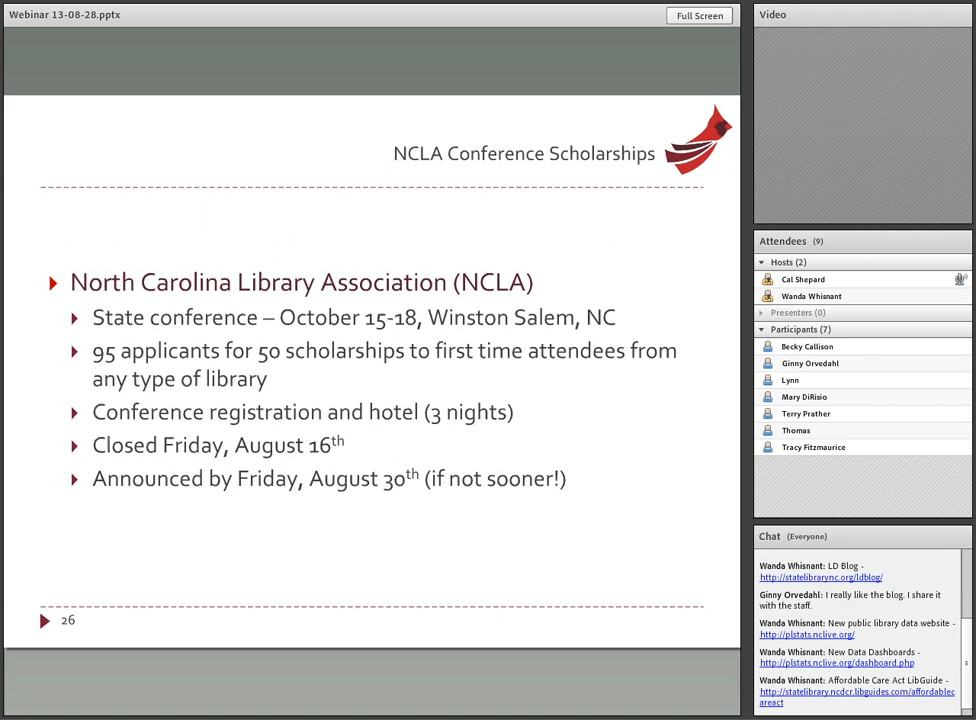 Webinar 13-08-28.pptx
Full Screen
NCLA Conference Scholarships
North Carolina Library Association (NCLA)
State conference – October 15-18, Winston Salem, NC
95 applicants for 50 scholarships to first time attendees from
any type of library
Conference registration and hotel (3 nights)
Closed Friday, August 16th
Announced by Friday, August 30th (if not sooner!)
26
Video
Attendees (9)
Hosts (2)
Cal Shepard
Wanda Whisnant
Presenters (0)
Participants (7)
Becky Callison
Ginny Orvedahl
Lynn
Mary DiRisio
Terry Prather
Thomas
Tracy Fitzmaurice
Chat (Everyone)
Wanda Whisnant: LD Blog -
http://statelibrarync.org/ldblog/
Ginny Orvedahl: I really like the blog. I share it
with the staff.
Wanda Whisnant: New public library data website -
http://plstats.nclive.org/
Wanda Whisnant: New Data Dashboards -
http://plstats.nclive.org/dashboard.php
Wanda Whisnant: Affordable Care Act LibGuide -
http://statelibrary.ncdcr.libguides.com/affordablec
areact